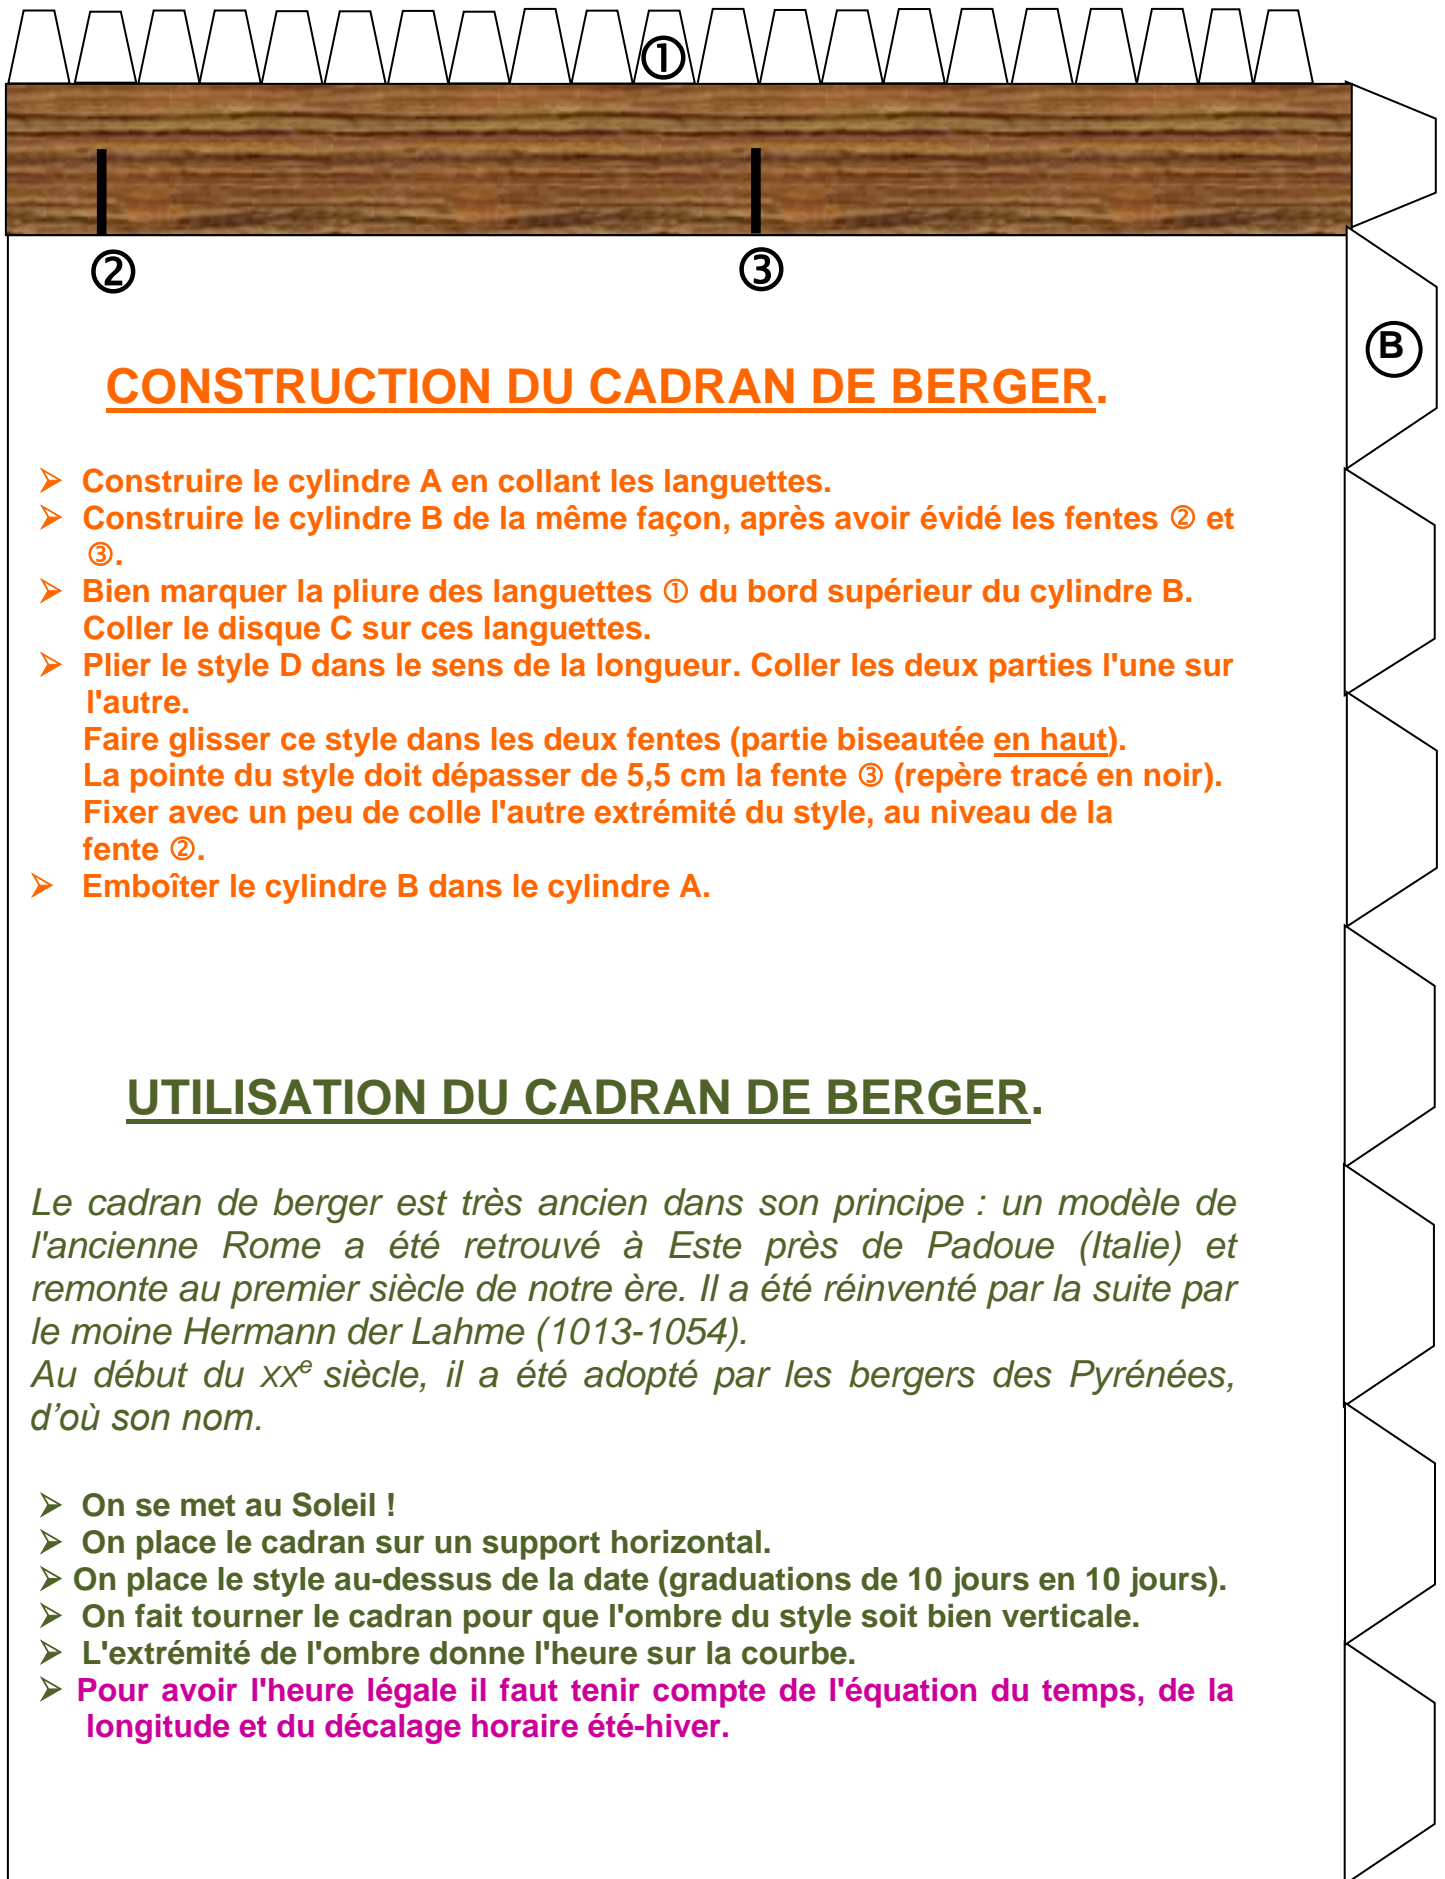 ①
② ③
B
CONSTRUCTION DU CADRAN DE BERGER.
➢ Construire le cylindre A en collant les languettes.
➢ Construire le cylindre B de la même façon, après avoir évidé les fentes ② et
③.
➢ Bien marquer la pliure des languettes ① du bord supérieur du cylindre B.
Coller le disque C sur ces languettes.
➢ Plier le style D dans le sens de la longueur. Coller les deux parties l'une sur
l'autre.
Faire glisser ce style dans les deux fentes (partie biseautée en haut).
La pointe du style doit dépasser de 5,5 cm la fente ③ (repère tracé en noir).
Fixer avec un peu de colle l'autre extrémité du style, au niveau de la
fente ②.
➢ Emboîter le cylindre B dans le cylindre A.
UTILISATION DU CADRAN DE BERGER.
Le cadran de berger est très ancien dans son principe : un modèle de
l'ancienne Rome a été retrouvé à Este près de Padoue (Italie) et
remonte au premier siècle de notre ère. Il a été réinventé par la suite par
le moine Hermann der Lahme (1013-1054).
Au début du XXe siècle, il a été adopté par les bergers des Pyrénées,
d’où son nom.
➢ On se met au Soleil !
➢ On place le cadran sur un support horizontal.
➢ On place le style au-dessus de la date (graduations de 10 jours en 10 jours).
➢ On fait tourner le cadran pour que l'ombre du style soit bien verticale.
➢ L'extrémité de l'ombre donne l'heure sur la courbe.
➢ Pour avoir l'heure légale il faut tenir compte de l'équation du temps, de la
longitude et du décalage horaire été-hiver.